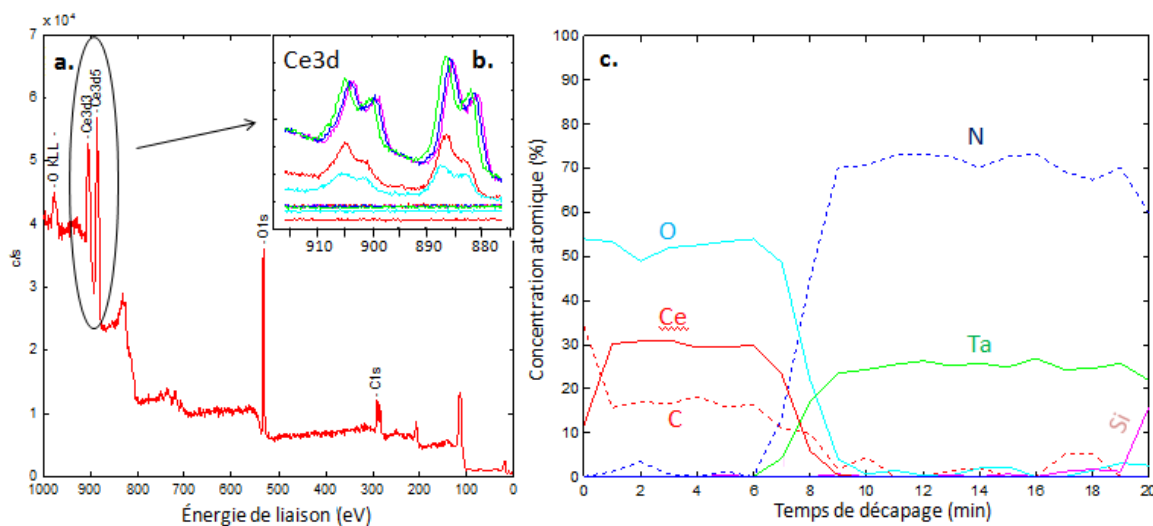 x 10⁴
7
6
5
4
3
2
1
0
c/s
a.
- O KLL -
- Ce3d3
- Ce3d5
O1s
- C1s
1000 900 800 700 600 500 400 300 200 100 0
Énergie de liaison (eV)
Ce3d
b.
910 900 890 880
c.
100
90
80
70
60
50
40
30
20
10
0
Concentration atomique (%)
N
O
Ce
Ta
C
Si
0 2 4 6 8 10 12 14 16 18 20
Temps de décapage (min)